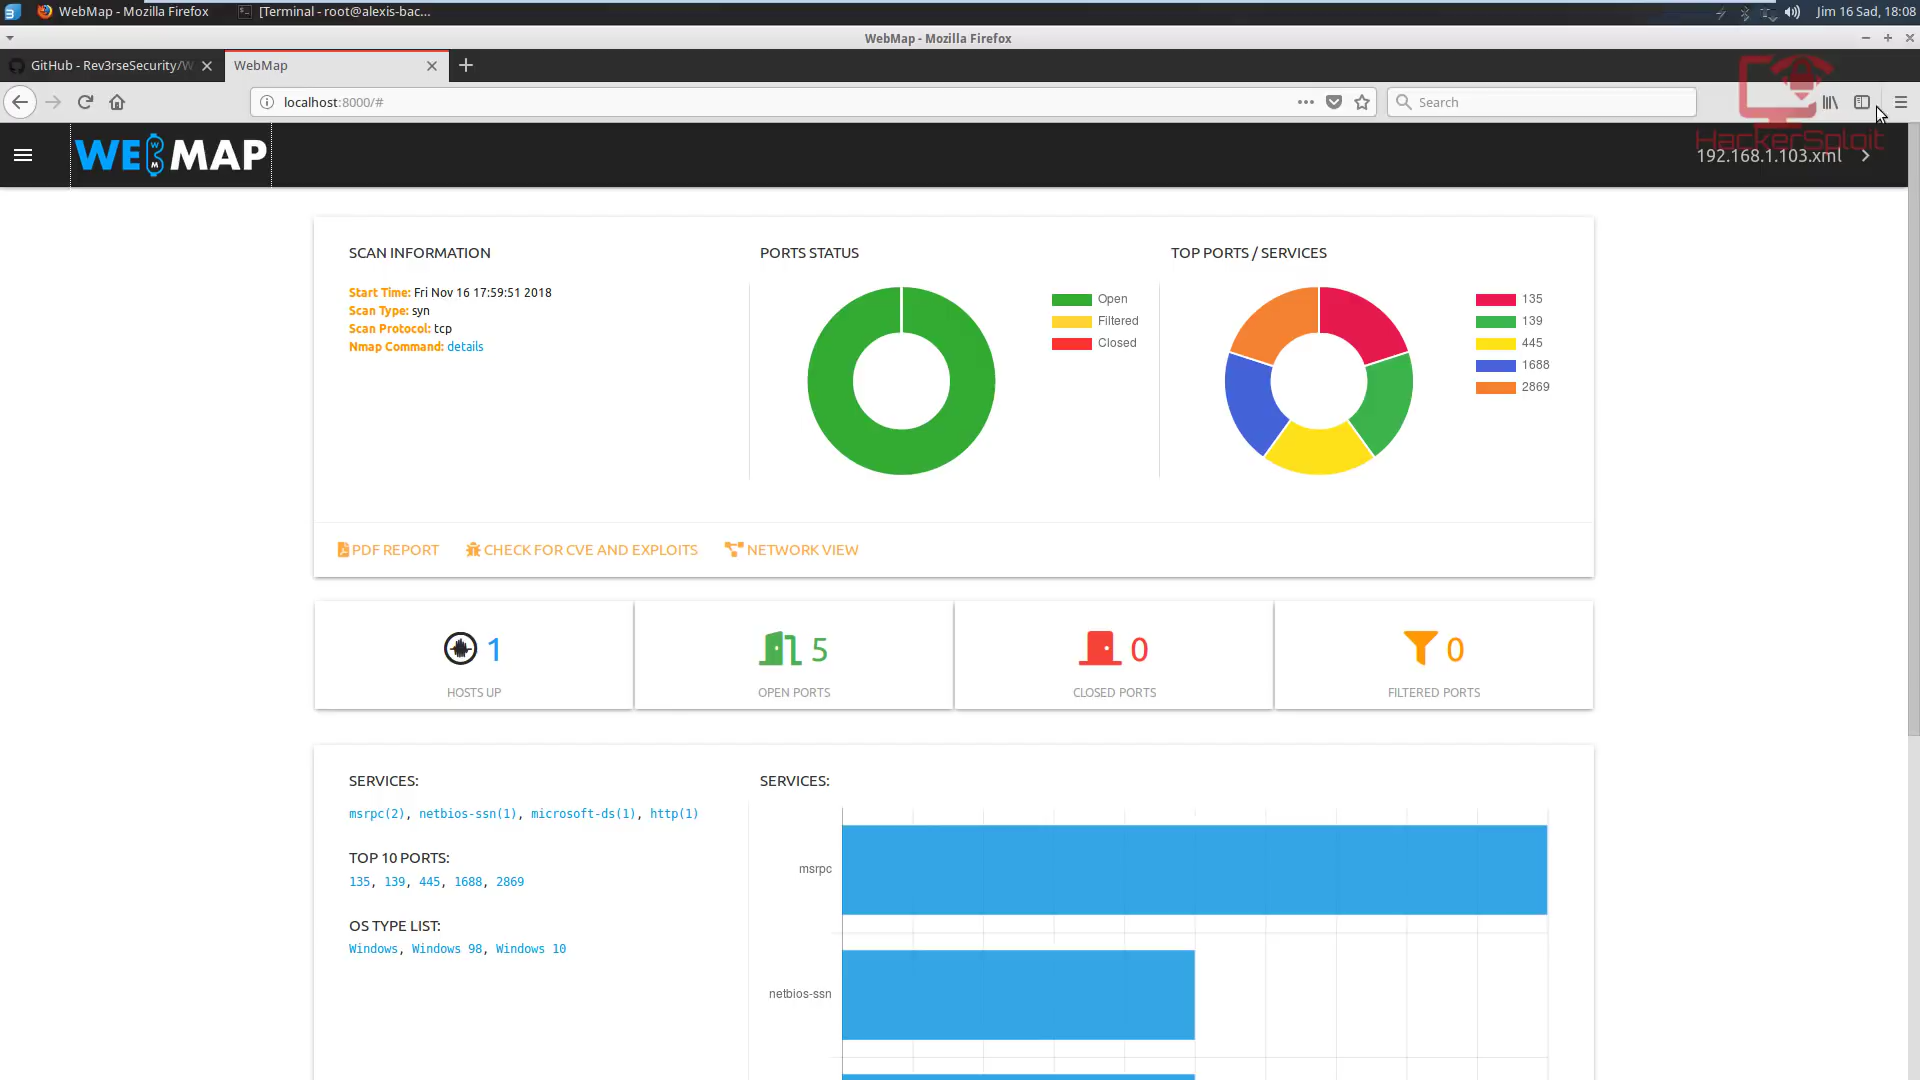 WebMap - Mozilla Firefox
[Terminal - root@alexis-bac...
Jim 16 Sad, 18:08
WebMap - Mozilla Firefox
GitHub - Rev3rseSecurity/W
WebMap
localhost:8000/#
Search
HackerSploit
WEBMAP
192.168.1.103.xml
SCAN INFORMATION
Start Time: Fri Nov 16 17:59:51 2018
Scan Type: syn
Scan Protocol: tcp
Nmap Command: details
PORTS STATUS
Open
Filtered
Closed
TOP PORTS / SERVICES
135
139
445
1688
2869
PDF REPORT
CHECK FOR CVE AND EXPLOITS
NETWORK VIEW
1
HOSTS UP
5
OPEN PORTS
0
CLOSED PORTS
0
FILTERED PORTS
SERVICES:
msrpc(2), netbios-ssn(1), microsoft-ds(1), http(1)
TOP 10 PORTS:
135, 139, 445, 1688, 2869
OS TYPE LIST:
Windows, Windows 98, Windows 10
SERVICES:
msrpc
netbios-ssn